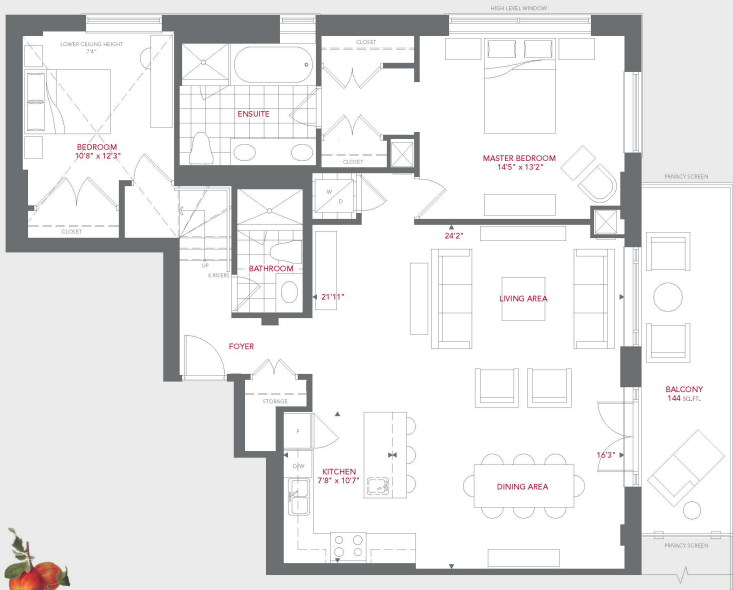 HIGH LEVEL WINDOW
LOWER CEILING HEIGHT
7'4"
CLOSET
ENSUITE
BEDROOM
10'8" x 12'3"
MASTER BEDROOM
14'5" x 13'2"
CLOSET
PRIVACY SCREEN
W
D
CLOSET
24'2"
UP
6 RISERS
BATHROOM
21'11"
LIVING AREA
FOYER
BALCONY
144 SQ.FT.
STORAGE
F
16'3"
D/W
KITCHEN
7'8" x 10'7"
DINING AREA
PRIVACY SCREEN